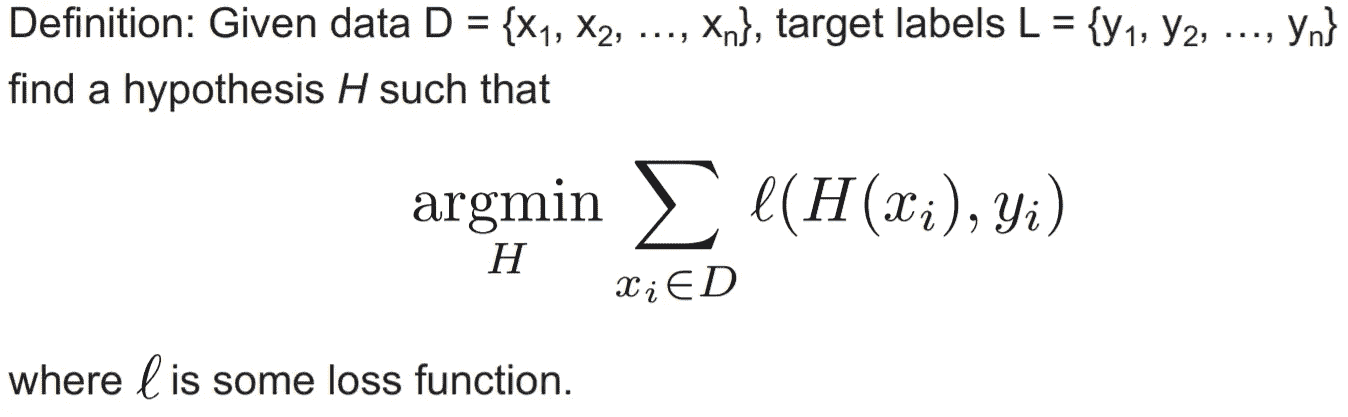 Definition: Given data D = {x₁, x₂, …, xₙ}, target labels L = {y₁, y₂, …, yₙ}
find a hypothesis H such that
argmin ∑ ℓ(H(xᵢ), yᵢ)
H xᵢ∈D
where ℓ is some loss function.